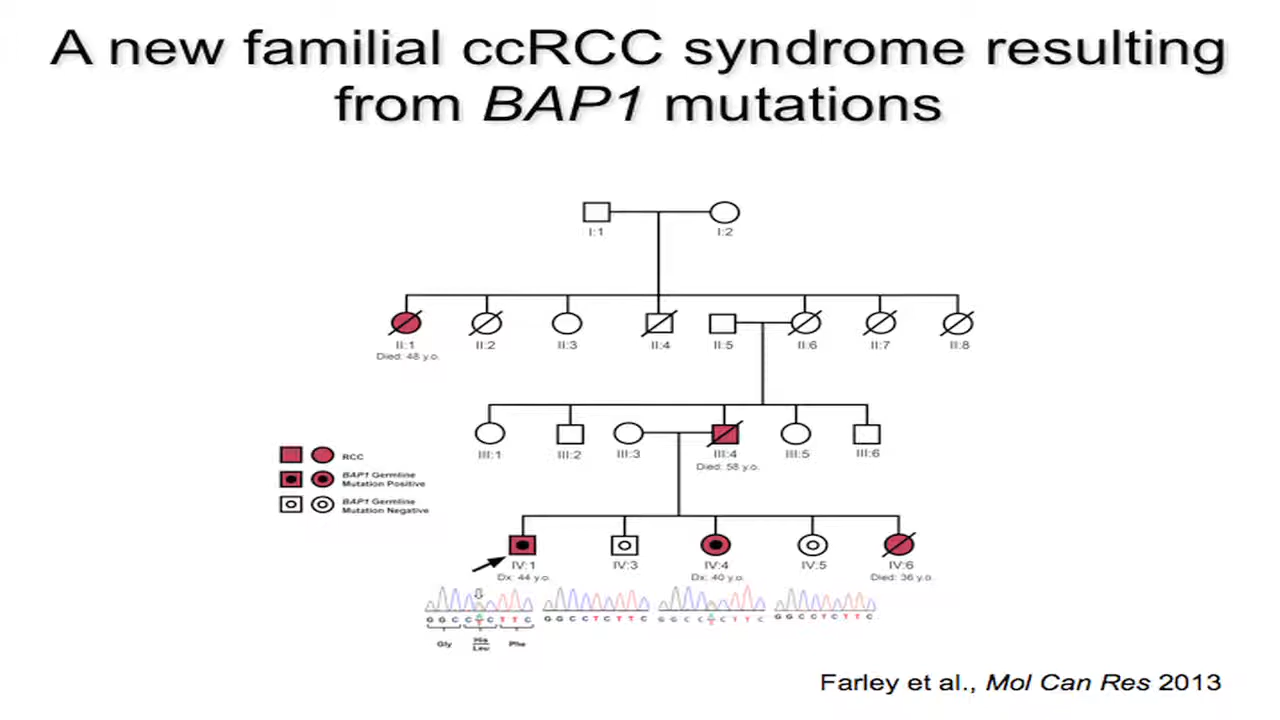 A new familial ccRCC syndrome resulting
from BAP1 mutations
I:1
I:2
II:1
II:2
II:3
II:4
II:5
II:6
II:7
II:8
Died: 48 y.o.
III:1
III:2
III:3
III:4
III:5
III:6
Died: 58 y.o.
RCC
BAP1 Germline
Mutation Positive
BAP1 Germline
Mutation Negative
IV:1
IV:3
IV:4
IV:5
IV:6
Dx: 44 y.o.
Dx: 40 y.o.
Died: 36 y.o.
G G C C A T C T T C
G G C C T C T T C
G G C C A T C T T C
G G C C T C T T C
Gly
His
Leu
Phe
Farley et al., Mol Can Res 2013